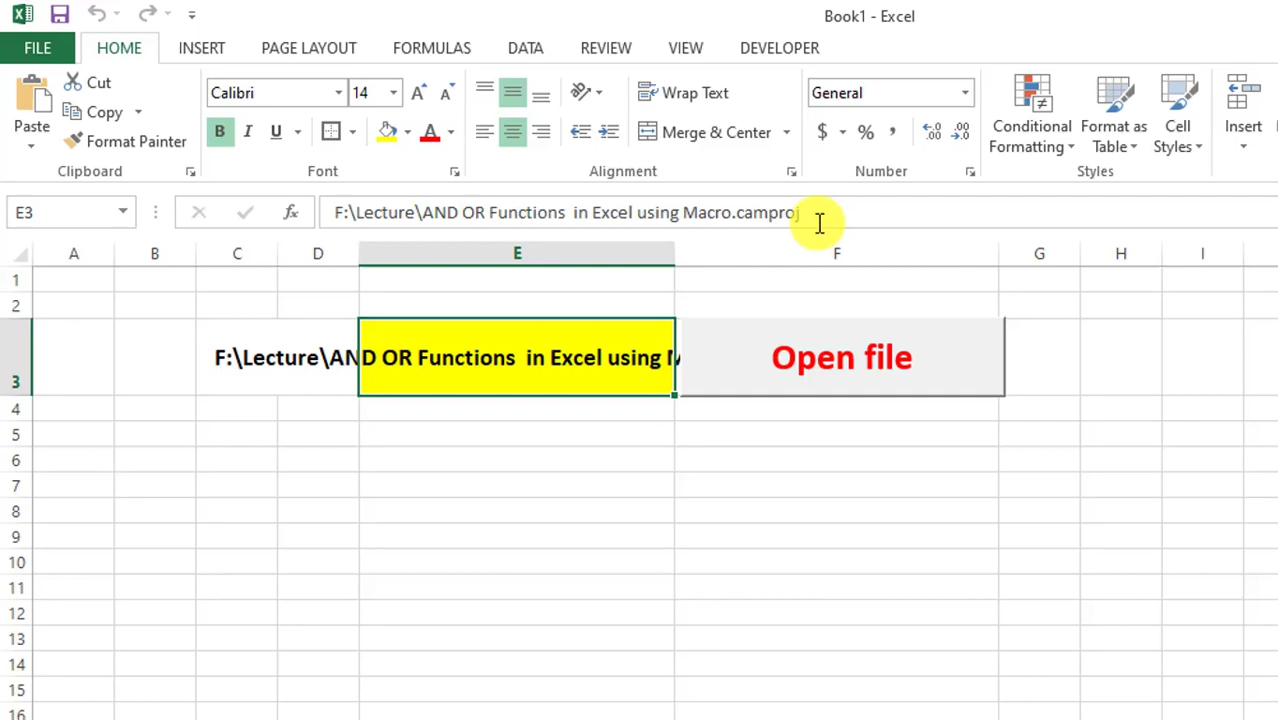 Book1 - Excel
FILE HOME INSERT PAGE LAYOUT FORMULAS DATA REVIEW VIEW DEVELOPER
Cut
Copy
Format Painter
Paste
Clipboard
Calibri 14
B I U A
Font
Wrap Text
Merge & Center
Alignment
General
$ % ,
Number
Conditional Formatting
Format as Table
Cell Styles
Styles
Insert
E3 fx F:\Lecture\AND OR Functions  in Excel using Macro.camproj
A B C D E F G H I
1
2
3 F:\Lecture\AND OR Functions  in Excel using Open file
4
5
6
7
8
9
10
11
12
13
14
15
16